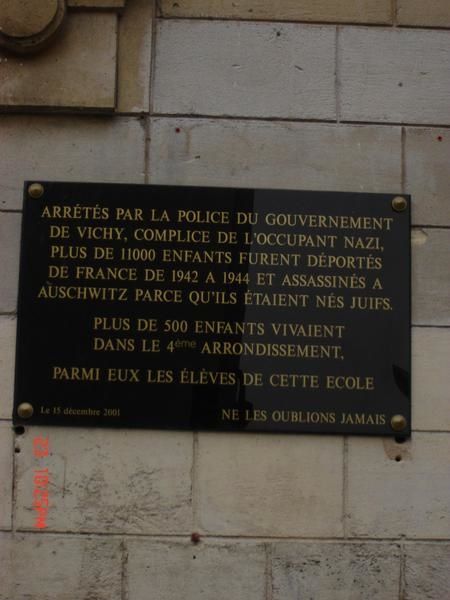 ARRÉTÉS PAR LA POLICE DU GOUVERNEMENT
DE VICHY, COMPLICE DE L'OCCUPANT NAZI,
PLUS DE 11000 ENFANTS FURENT DÉPORTÉS
DE FRANCE DE 1942 A 1944 ET ASSASSINÉS A
AUSCHWITZ PARCE QU'ILS ÉTAIENT NÉS JUIFS.
PLUS DE 500 ENFANTS VIVAIENT
DANS LE 4ème ARRONDISSEMENT,
PARMI EUX LES ÉLÈVES DE CETTE ECOLE
Le 15 décembre 2001
NE LES OUBLIONS JAMAIS